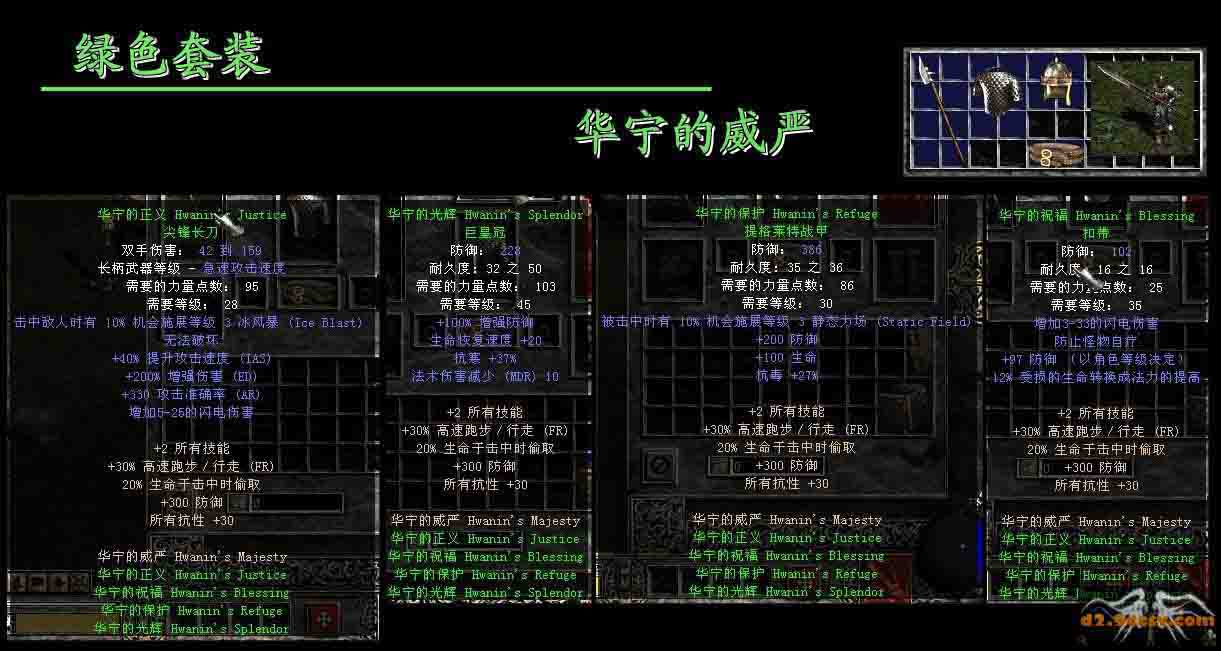 绿色套装
华宁的威严
华宁的正义 Hwanin's Justice
尖锋长刀
双手伤害: 42 到 159
长柄武器等级 - 急速攻击速度
需要的力量点数: 95
需要等级: 28
击中敌人时有 10% 机会施展等级 3 冰风暴 (Ice Blast)
无法破坏
+40% 提升攻击速度 (IAS)
+200% 增强伤害 (ED)
+330 攻击准确率 (AR)
增加5-25的闪电伤害
+2 所有技能
+30% 高速跑步/行走 (FR)
20% 生命于击中时偷取
+300 防御
所有抗性 +30
华宁的威严 Hwanin's Majesty
华宁的正义 Hwanin's Justice
华宁的祝福 Hwanin's Blessing
华宁的保护 Hwanin's Refuge
华宁的光辉 Hwanin's Splendor
华宁的光辉 Hwanin's Splendor
巨皇冠
防御: 228
耐久度: 32 之 50
需要的力量点数: 103
需要等级: 45
+100% 增强防御
生命恢复速度 +20
抗寒 +37%
法术伤害减少 (MDR) 10
+2 所有技能
+30% 高速跑步/行走 (FR)
20% 生命于击中时偷取
+300 防御
所有抗性 +30
华宁的威严 Hwanin's Majesty
华宁的正义 Hwanin's Justice
华宁的祝福 Hwanin's Blessing
华宁的保护 Hwanin's Refuge
华宁的光辉 Hwanin's Splendor
华宁的保护 Hwanin's Refuge
提格莱特战甲
防御: 386
耐久度: 35 之 36
需要的力量点数: 86
需要等级: 30
被击中时有 10% 机会施展等级 3 静态力场 (Static Field)
+200 防御
+100 生命
抗毒 +27%
+2 所有技能
+30% 高速跑步/行走 (FR)
20% 生命于击中时偷取
+300 防御
所有抗性 +30
华宁的威严 Hwanin's Majesty
华宁的正义 Hwanin's Justice
华宁的祝福 Hwanin's Blessing
华宁的保护 Hwanin's Refuge
华宁的光辉 Hwanin's Splendor
华宁的祝福 Hwanin's Blessing
扣带
防御: 102
耐久度: 16 之 16
需要的力量点数: 25
需要等级: 35
增加3-33的闪电伤害
防止怪物自疗
+97 防御 (以角色等级决定)
12% 受损的生命转换成法力的提高
+2 所有技能
+30% 高速跑步/行走 (FR)
20% 生命于击中时偷取
+300 防御
所有抗性 +30
华宁的威严 Hwanin's Majesty
华宁的正义 Hwanin's Justice
华宁的祝福 Hwanin's Blessing
华宁的保护 Hwanin's Refuge
华宁的光辉